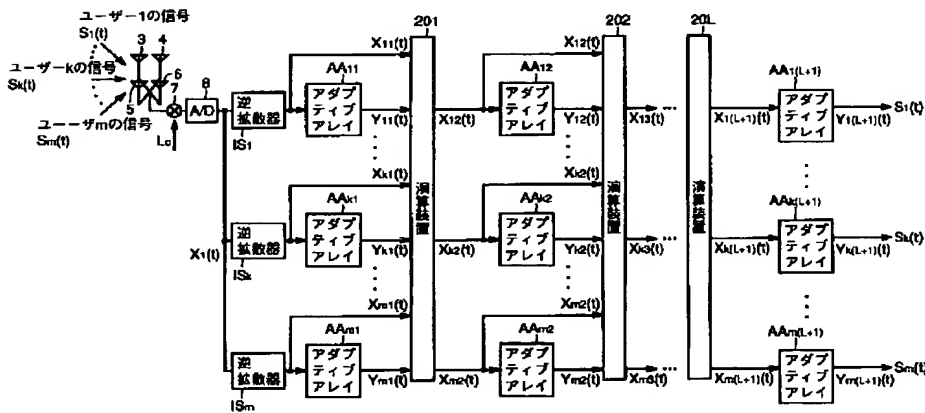 ユーザー1の信号
S1(t)
ユーザーkの信号
Sk(t)
ユーザmの信号
Sm(t)
3
4
5
6
7
8
A/D
Lo
X1(t)
逆
拡散器
IS1
逆
拡散器
ISk
逆
拡散器
ISm
AA11
アダプ
ティブ
アレイ
AAk1
アダプ
ティブ
アレイ
AAm1
アダプ
ティブ
アレイ
X11(t)
Y11(t)
Xk1(t)
Yk1(t)
Xm1(t)
Ym1(t)
201
演算装置
X12(t)
Xk2(t)
Xm2(t)
AA12
アダプ
ティブ
アレイ
AAk2
アダプ
ティブ
アレイ
AAm2
アダプ
ティブ
アレイ
X12(t)
Y12(t)
Xk2(t)
Yk2(t)
Xm2(t)
Ym2(t)
202
演算装置
X13(t)
Xk3(t)
Xm3(t)
20L
演算装置
X1(L+1)(t)
Xk(L+1)(t)
Xm(L+1)(t)
AA1(L+1)
アダプ
ティブ
アレイ
AAk(L+1)
アダプ
ティブ
アレイ
AAm(L+1)
アダプ
ティブ
アレイ
Y1(L+1)(t)
Yk(L+1)(t)
Ym(L+1)(t)
S1(t)
Sk(t)
Sm(t)